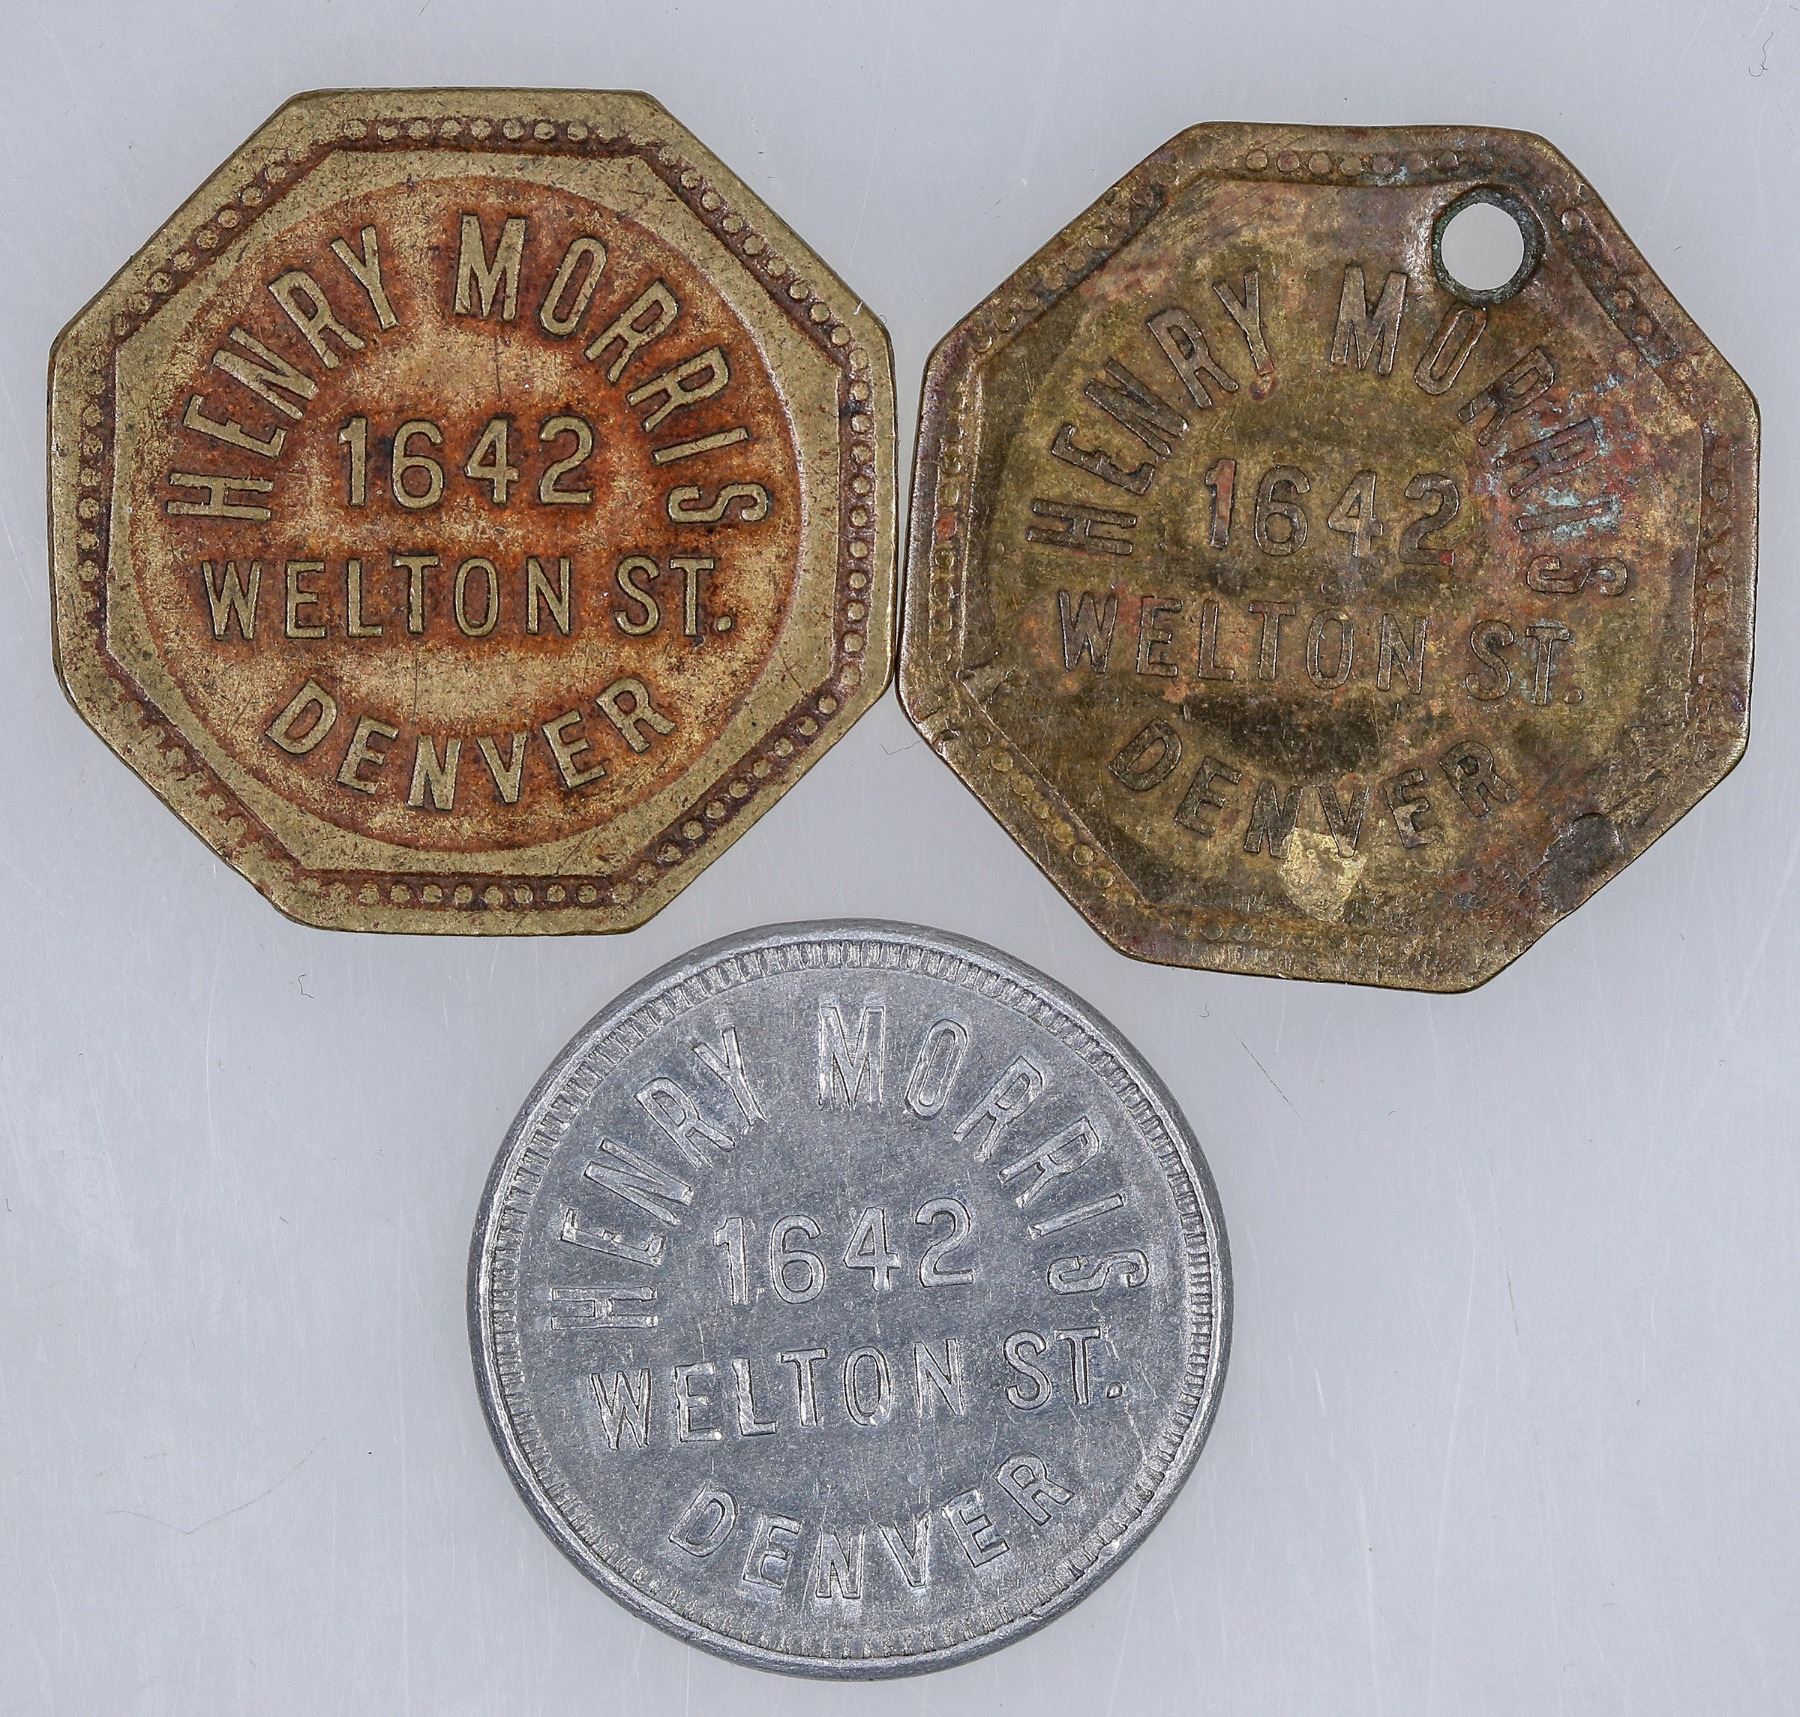 HENRY MORRIS
1642
WELTON ST.
DENVER
HENRY MORRIS
1642
WELTON ST.
DENVER
HENRY MORRIS
1642
WELTON ST.
DENVER